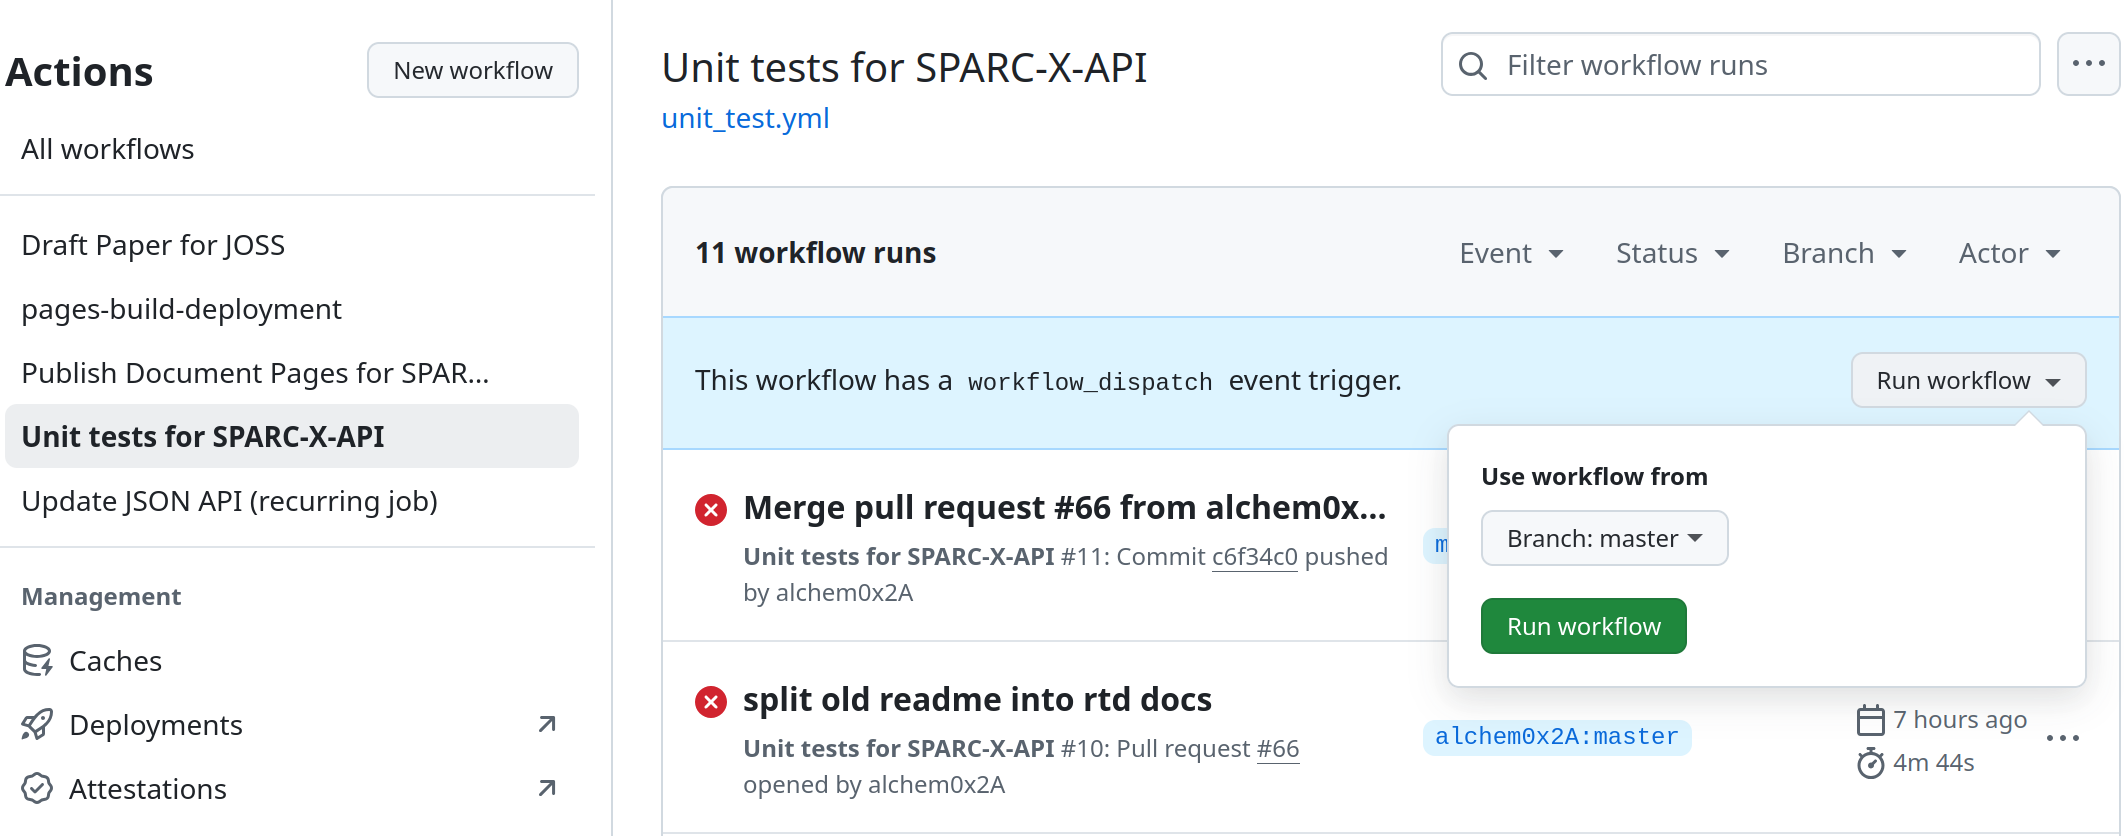 Actions
New workflow
All workflows
Draft Paper for JOSS
pages-build-deployment
Publish Document Pages for SPAR...
Unit tests for SPARC-X-API
Update JSON API (recurring job)
Management
Caches
Deployments
Attestations
Unit tests for SPARC-X-API
unit_test.yml
Filter workflow runs
11 workflow runs
Event Status Branch Actor
This workflow has a workflow_dispatch event trigger.
Run workflow
Use workflow from
Branch: master
Run workflow
Merge pull request #66 from alchem0x...
Unit tests for SPARC-X-API #11: Commit c6f34c0 pushed
by alchem0x2A
split old readme into rtd docs
Unit tests for SPARC-X-API #10: Pull request #66
opened by alchem0x2A
alchem0x2A:master
7 hours ago
4m 44s